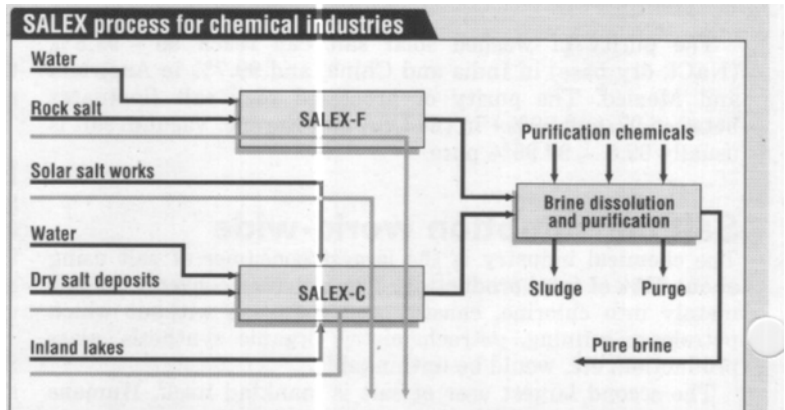 SALEX process for chemical industries
Water
Rock salt
SALEX-F
Purification chemicals
Solar salt works
Brine dissolution
and purification
Water
Dry salt deposits
SALEX-C
Sludge
Purge
Inland lakes
Pure brine